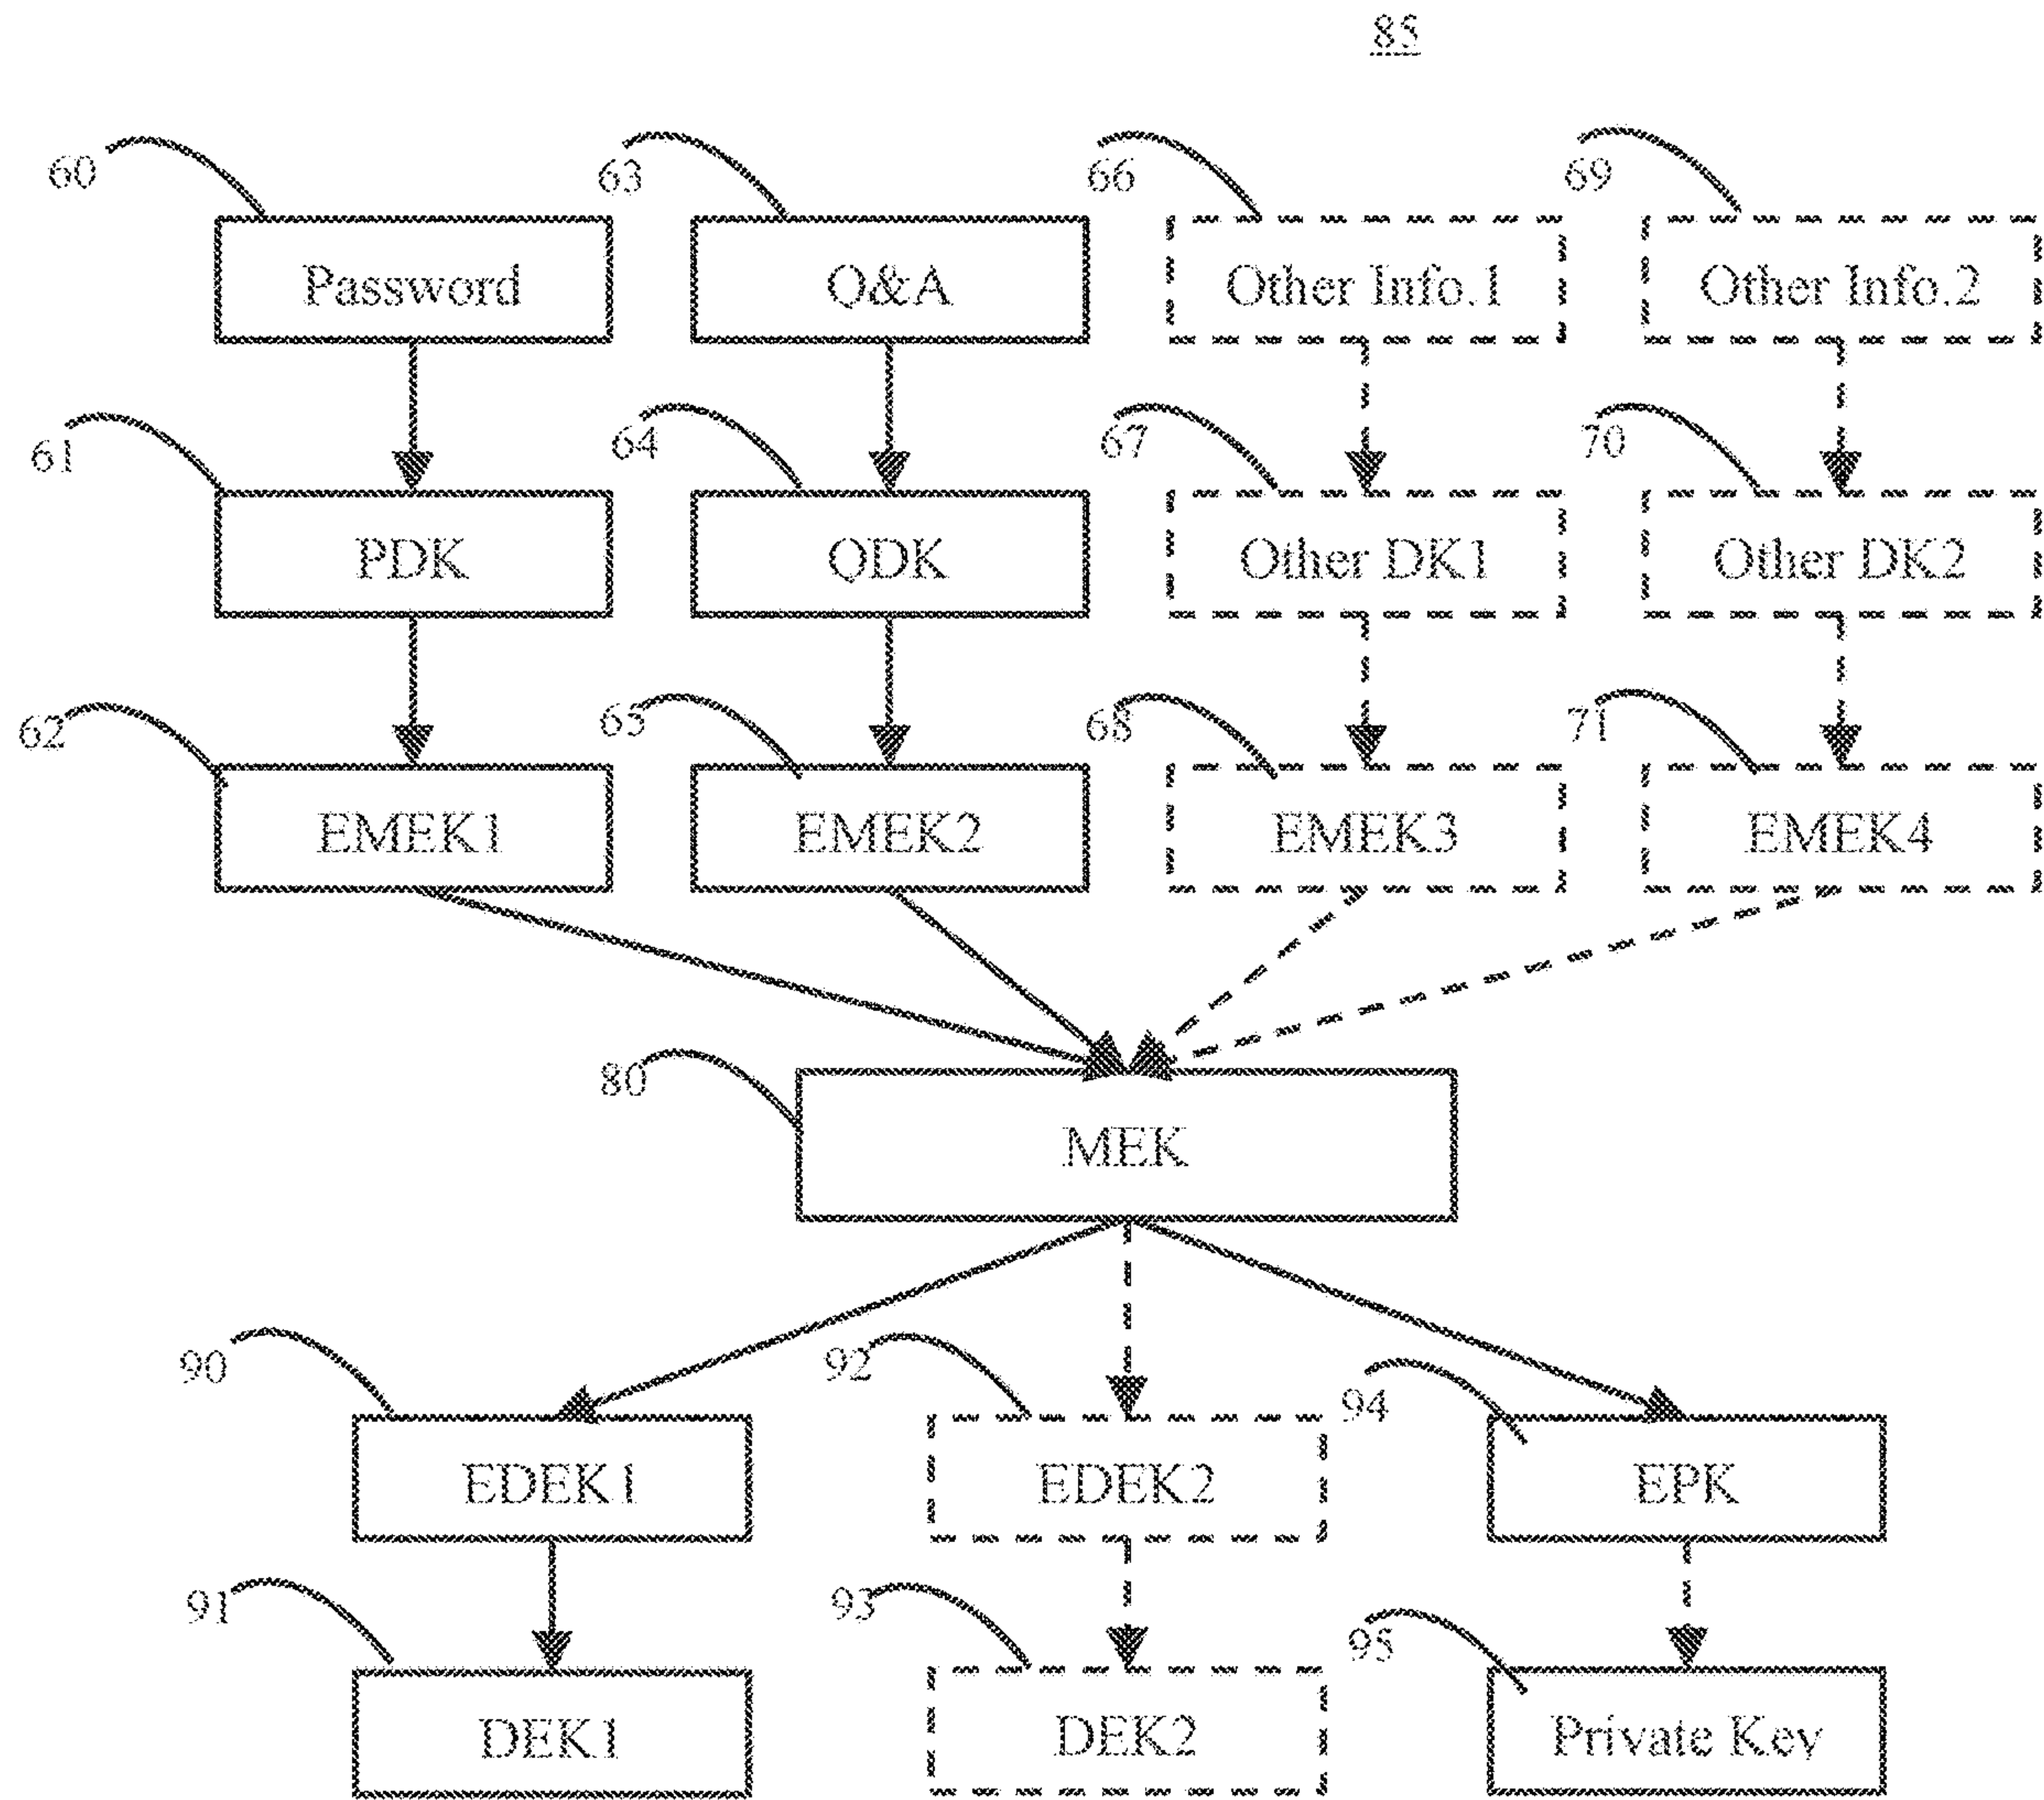 85
60
63
66
69
Password
Q&A
Other Info.1
Other Info.2
61
64
67
70
PDK
QDK
Other DK1
Other DK2
62
65
68
71
EMEK1
EMEK2
EMEK3
EMEK4
80
MEK
90
92
94
EDEK1
EDEK2
EPK
91
93
95
DEK1
DEK2
Private Key